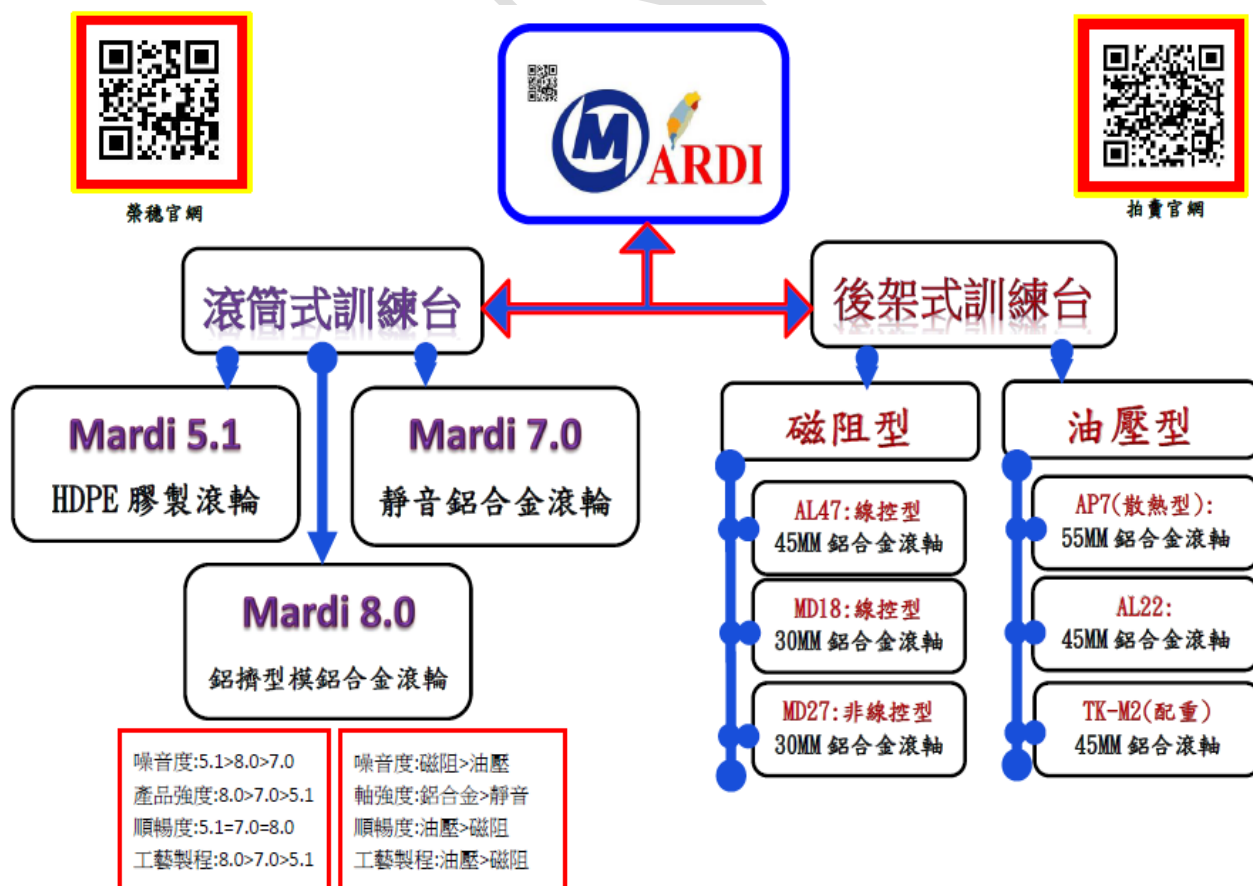 MARDI
榮穗官網
拍賣官網
滾筒式訓練台
後架式訓練台
Mardi 5.1
HDPE 膠製滾輪
Mardi 7.0
靜音鋁合金滾輪
Mardi 8.0
鋁擠型模鋁合金滾輪
磁阻型
AL47:線控型
45MM 鋁合金滾軸
MD18:線控型
30MM 鋁合金滾軸
MD27:非線控型
30MM 鋁合金滾軸
油壓型
AP7(散熱型):
55MM 鋁合金滾軸
AL22:
45MM 鋁合金滾軸
TK-M2(配重)
45MM 鋁合滾軸
噪音度:5.1>8.0>7.0
產品強度:8.0>7.0>5.1
順暢度:5.1=7.0=8.0
工藝製程:8.0>7.0>5.1
噪音度:磁阻>油壓
軸強度:鋁合金>靜音
順暢度:油壓>磁阻
工藝製程:油壓>磁阻